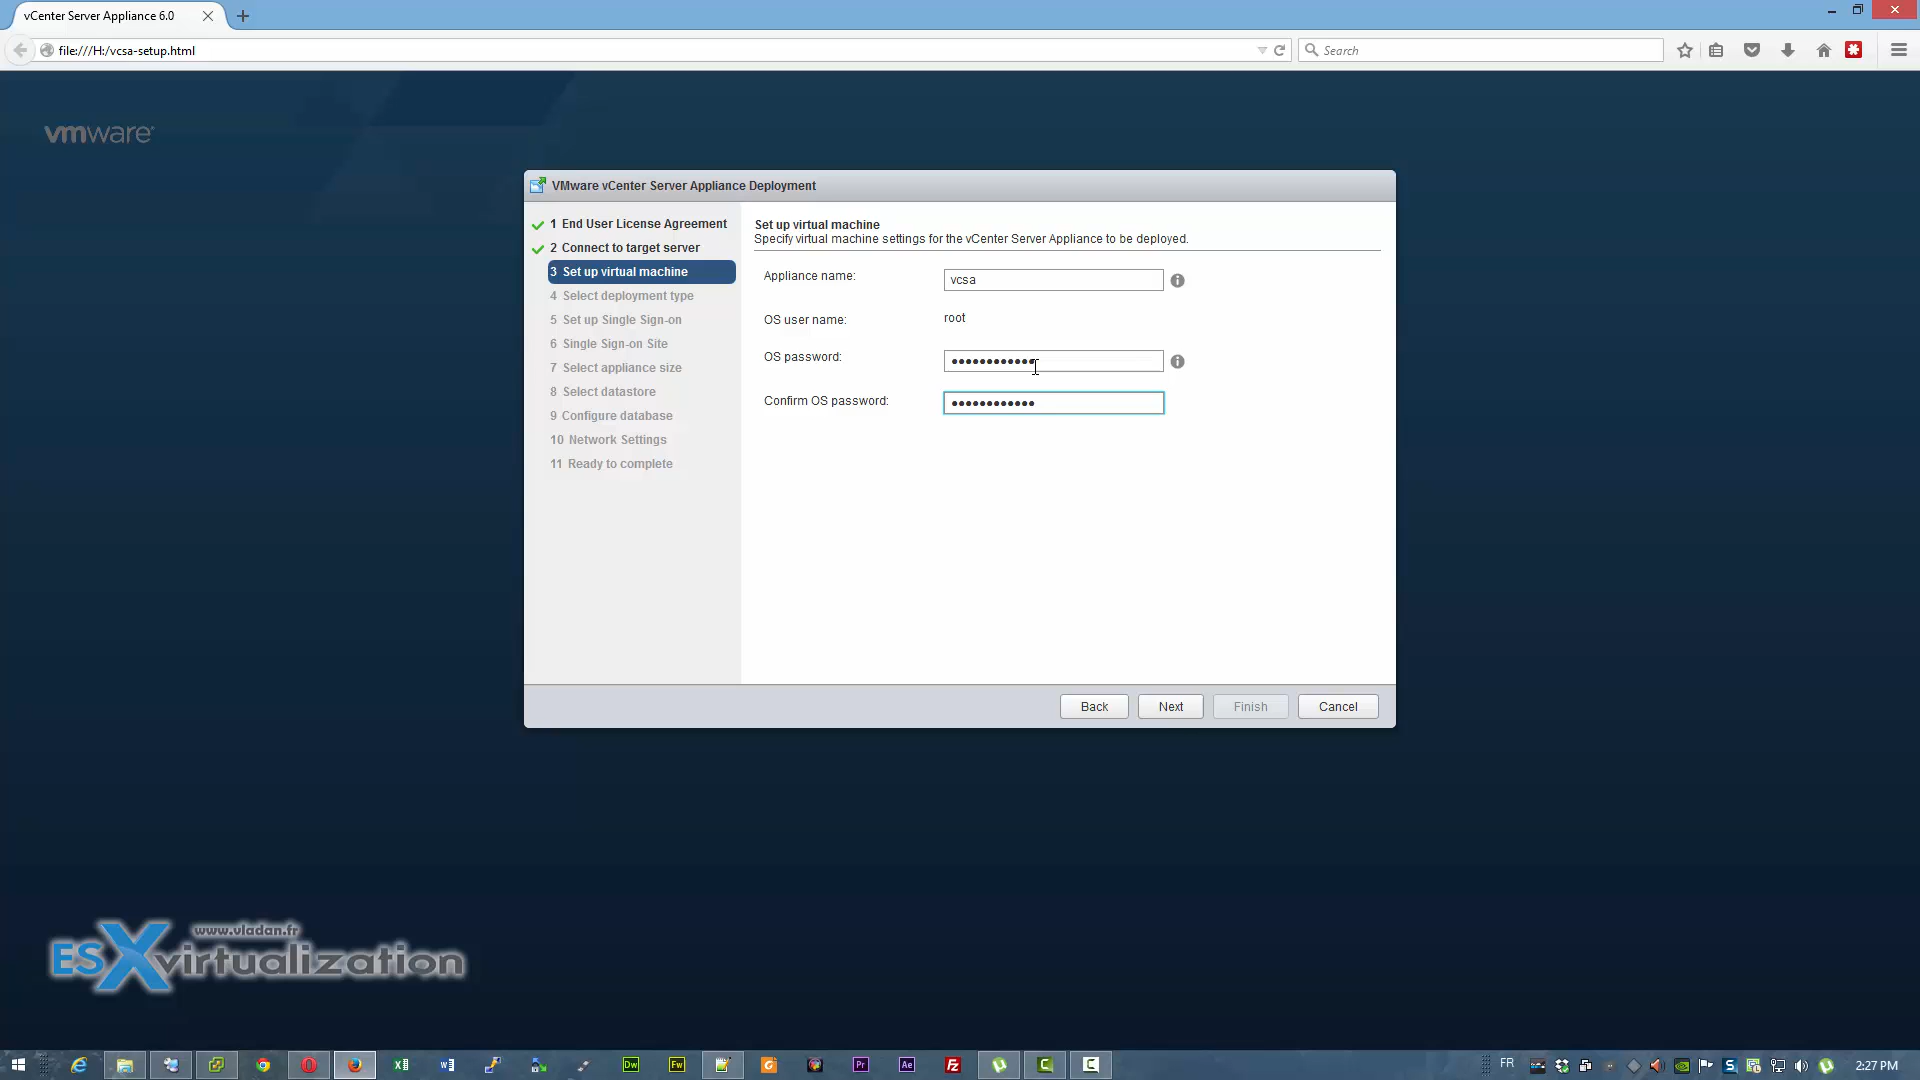 vCenter Server Appliance 6.0
file:///H:/vcsa-setup.html
Search
vmware
VMware vCenter Server Appliance Deployment
1 End User License Agreement
2 Connect to target server
3 Set up virtual machine
4 Select deployment type
5 Set up Single Sign-on
6 Single Sign-on Site
7 Select appliance size
8 Select datastore
9 Configure database
10 Network Settings
11 Ready to complete
Set up virtual machine
Specify virtual machine settings for the vCenter Server Appliance to be deployed.
Appliance name:
vcsa
OS user name:
root
OS password:
••••••••••••
Confirm OS password:
••••••••••••
Back
Next
Finish
Cancel
www.vladan.fr
ESXvirtualization
Dw
Fw
Pr
Ae
Fz
FR
2:27 PM